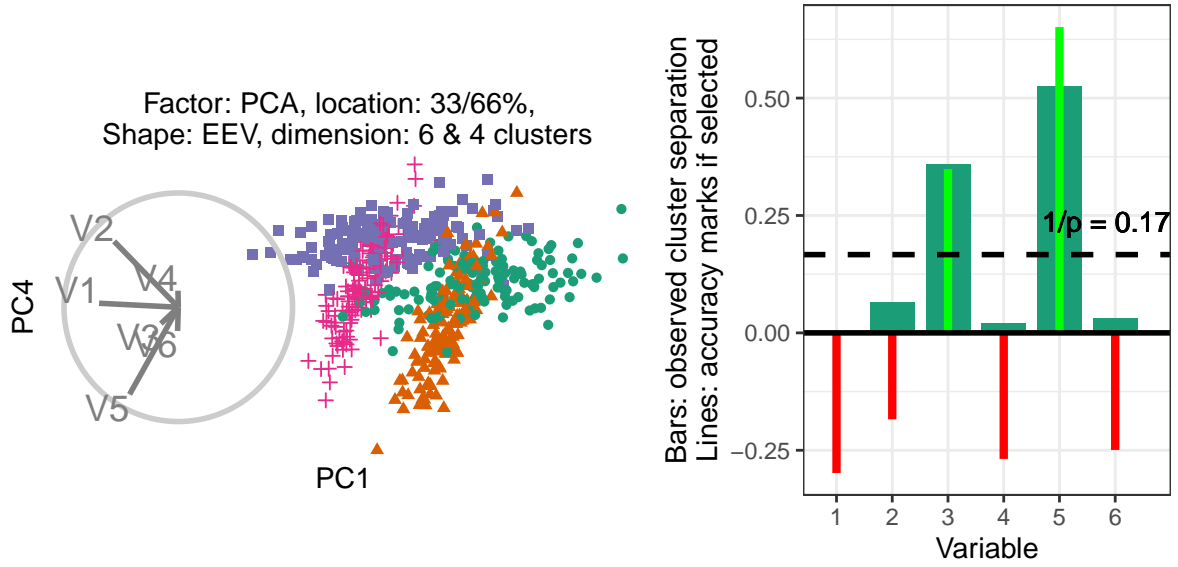 Factor: PCA, location: 33/66%,
Shape: EEV, dimension: 6 & 4 clusters
PC4
V2
V4
V1
V3
V6
V5
PC1
Bars: observed cluster separation
Lines: accuracy marks if selected
0.50
0.25
0.00
−0.25
1/p = 0.17
1 2 3 4 5 6
Variable